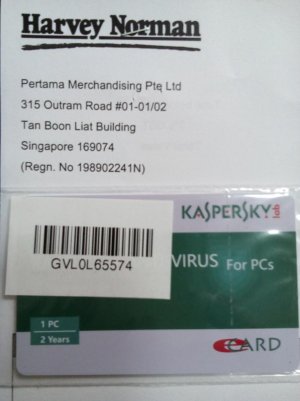 Harvey Norman
Pertama Merchandising Pte Ltd
315 Outram Road #01-01/02
Tan Boon Liat Building
Singapore 169074
(Regn. No 198902241N)
KASPERSKY lab
GVL0L65574
VIRUS For PCs
1 PC
2 Years
eCARD